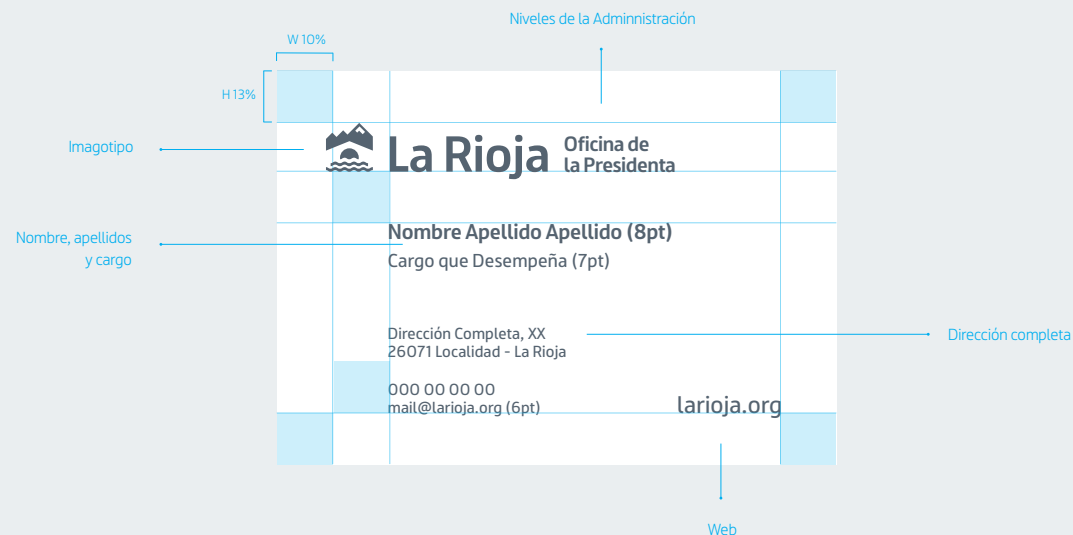 Niveles de la Adminnistración
W 10%
H 13%
Imagotipo
La Rioja
Oficina de
la Presidenta
Nombre, apellidos
y cargo
Nombre Apellido Apellido (8pt)
Cargo que Desempeña (7pt)
Dirección Completa, XX
26071 Localidad - La Rioja
Dirección completa
000 00 00 00
mail@larioja.org (6pt)
larioja.org
Web